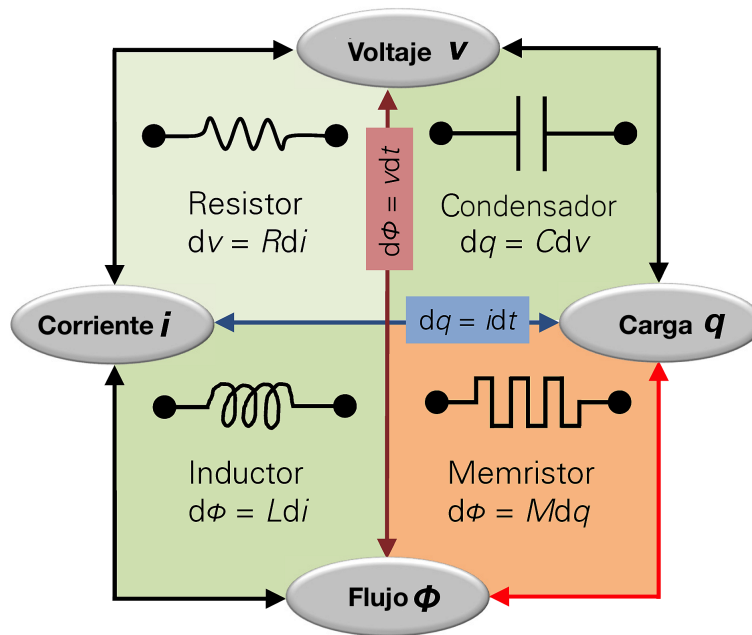 Voltaje v
dΦ = vdt
Resistor
dv = Rdi
Condensador
dq = Cdv
Corriente i
dq = idt
Carga q
Inductor
dΦ = Ldi
Memristor
dΦ = Mdq
Flujo Φ